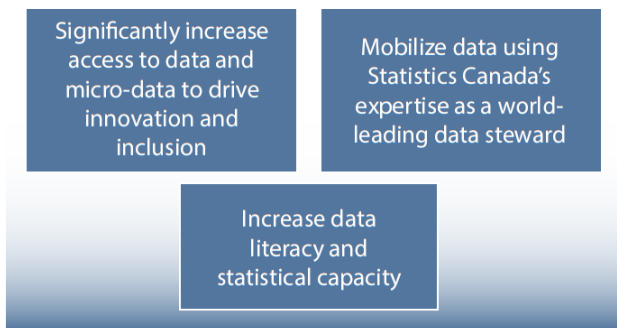 Significantly increase
access to data and
micro-data to drive
innovation and
inclusion
Mobilize data using
Statistics Canada’s
expertise as a world-
leading data steward
Increase data
literacy and
statistical capacity